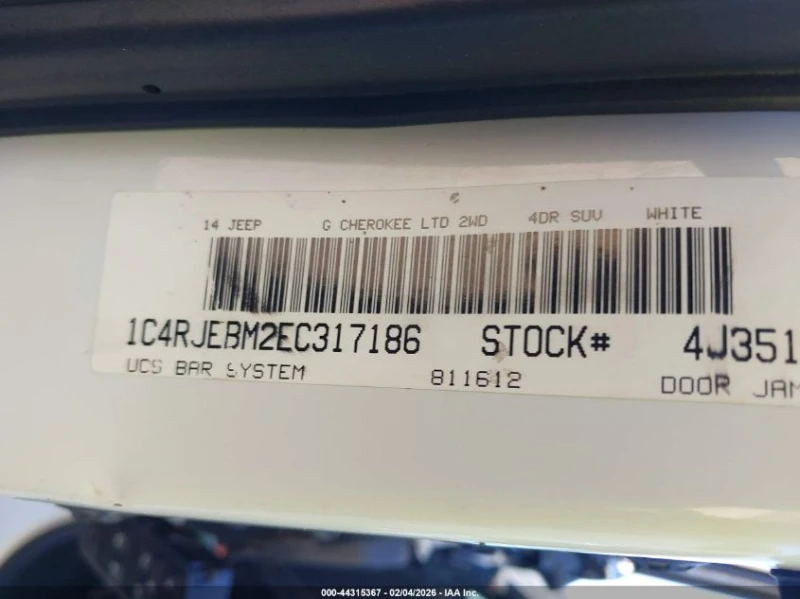 14 JEEP G CHEROKEE LTD 2WD 4DR SUV WHITE
1C4RJEBM2EC317186 STOCK# 4J351
UCS BAR SYSTEM 811612 DOOR JAM
000-44315367 - 02/04/2026 - IAA Inc.